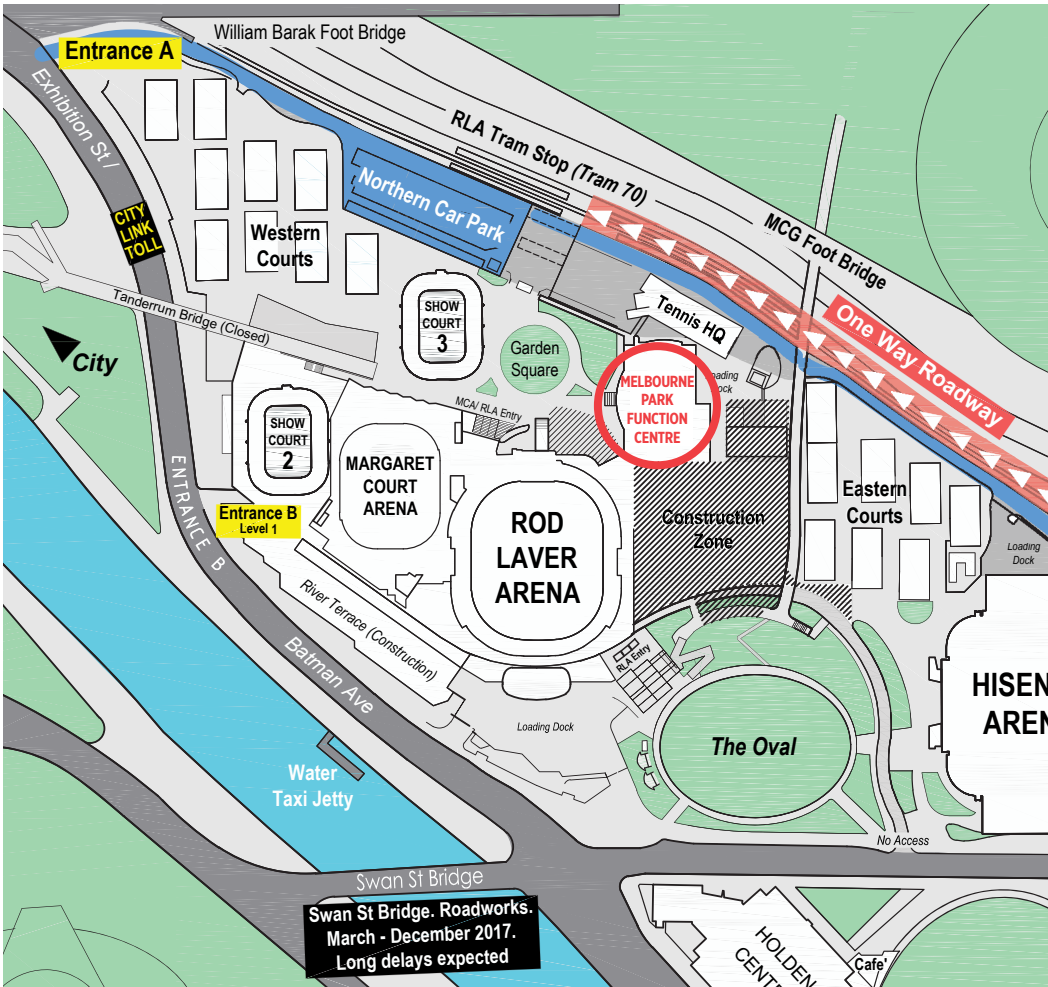 William Barak Foot Bridge
Entrance A
Exhibition St /
RLA Tram Stop (Tram 70)
Northern Car Park
MCG Foot Bridge
CITY
LINK
TOLL
Western
Courts
Tanderrum Bridge (Closed)
SHOW
COURT
3
Tennis HQ
One Way Roadway
City
Garden
Square
MELBOURNE
PARK
FUNCTION
CENTRE
MCA/ RLA Entry
SHOW
COURT
2
MARGARET
COURT
ARENA
ENTRANCE B
Entrance B
Level 1
ROD
LAVER
ARENA
Construction
Zone
Eastern
Courts
Loading
Dock
River Terrace (Construction)
Batman Ave
RLA Entry
Loading Dock
The Oval
HISEN
AREN
Water
Taxi Jetty
No Access
Swan St Bridge
Swan St Bridge. Roadworks.
March - December 2017.
Long delays expected
HOLDEN
CENT
Cafe'